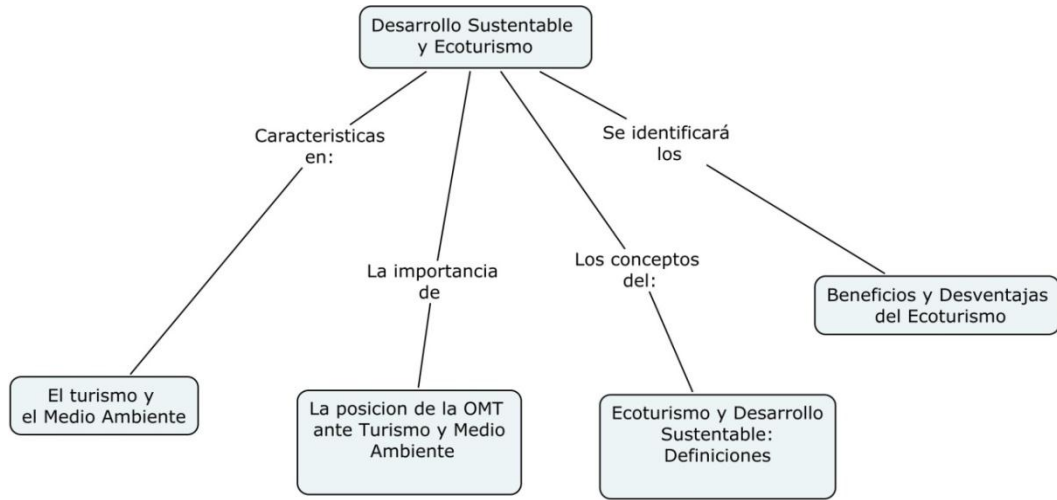 Desarrollo Sustentable
y Ecoturismo
Caracteristicas
en:
Se identificará
los
La importancia
de
Los conceptos
del:
Beneficios y Desventajas
del Ecoturismo
El turismo y
el Medio Ambiente
La posicion de la OMT
ante Turismo y Medio
Ambiente
Ecoturismo y Desarrollo
Sustentable:
Definiciones